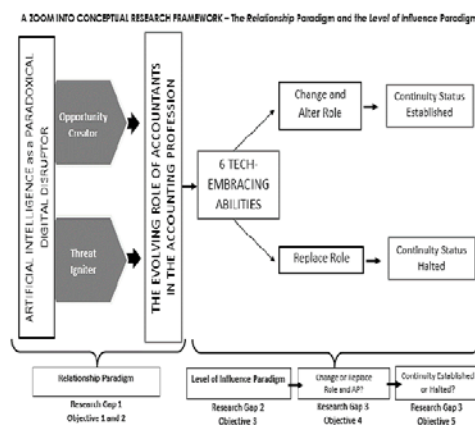 A ZOOM INTO CONCEPTUAL RESEARCH FRAMEWORK – The Relationship Paradigm and the Level of Influence Paradigm
ARTIFICIAL INTELLIGENCE as a PARADOXICAL
DIGITAL DISRUPTOR
Opportunity
Creator
Threat
Igniter
THE EVOLVING ROLE OF ACCOUNTANTS
IN THE ACCOUNTING PROFESSION
6 TECH-
EMBRACING
ABILITIES
Change and
Alter Role
Continuity Status
Established
Replace Role
Continuity Status
Halted
Relationship Paradigm
Research Gap 1
Objective 1 and 2
Level of Influence Paradigm
Research Gap 2
Objective 3
Change or Replace
Role and AP?
Research Gap 3
Objective 4
Continuity Established
or Halted?
Research Gap 3
Objective 5